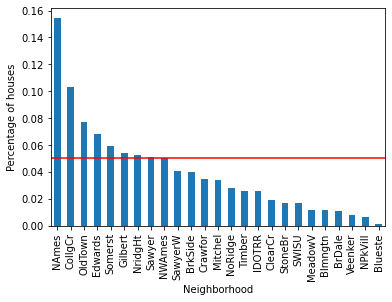 Percentage of houses
0.16
0.14
0.12
0.10
0.08
0.06
0.04
0.02
0.00
NAmes
CollgCr
OldTown
Edwards
Somerst
Gilbert
NridgHt
Sawyer
NWAmes
SawyerW
BrkSide
Crawfor
Mitchel
NoRidge
Timber
IDOTRR
ClearCr
StoneBr
SWISU
MeadowV
Blmngtn
BrDale
Veenker
NPkVill
Blueste
Neighborhood